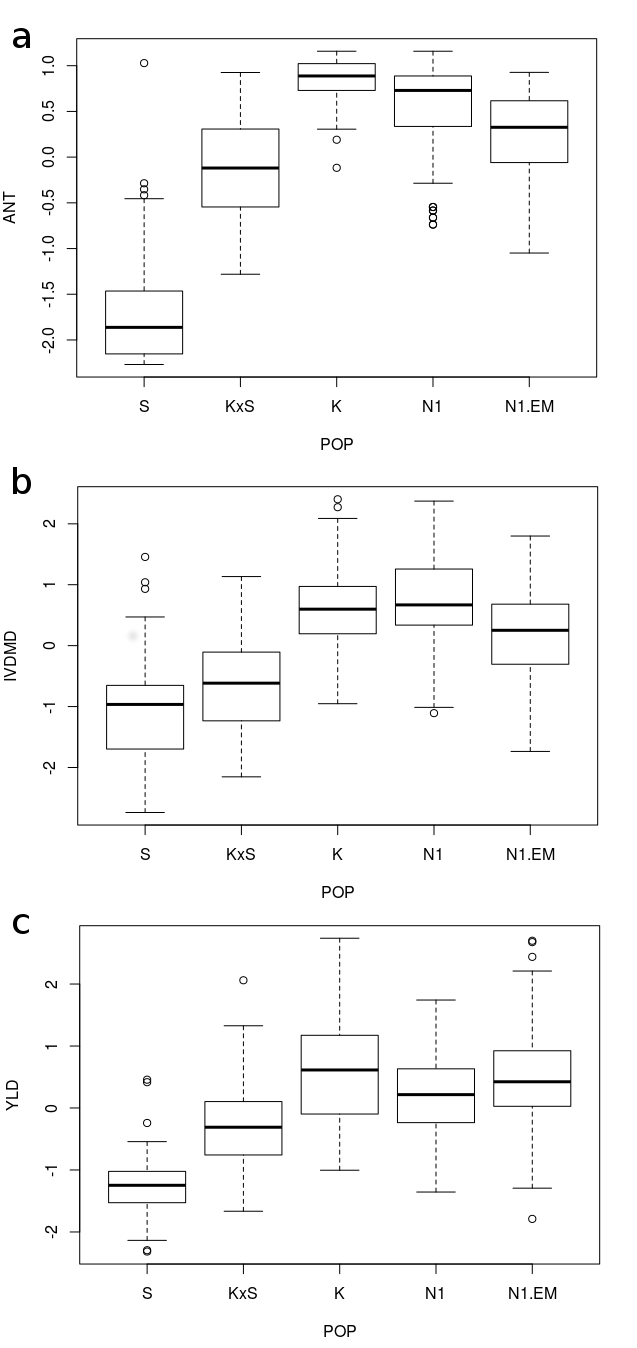 a
1.0
0.5
0.0
-0.5
-1.0
-1.5
-2.0
ANT
S KxS K N1 N1.EM
POP
b
2
1
0
-1
-2
IVDMD
S KxS K N1 N1.EM
POP
c
2
1
0
-1
-2
YLD
S KxS K N1 N1.EM
POP